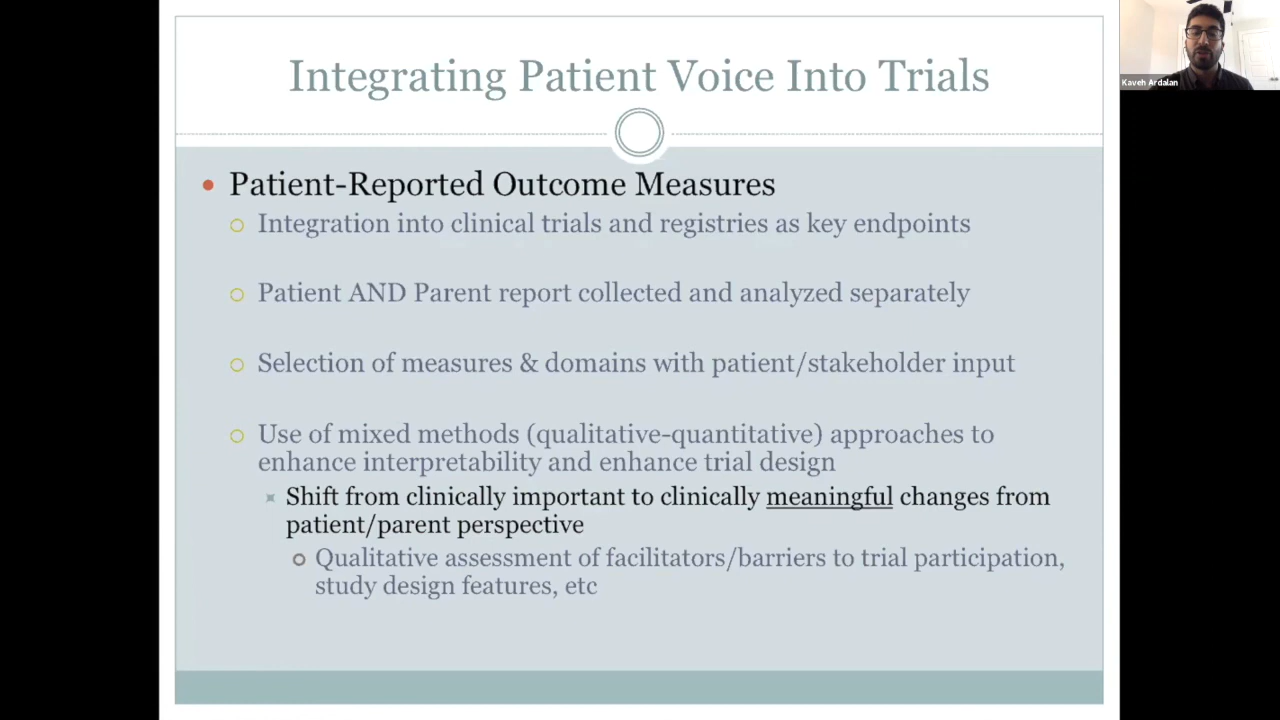 Integrating Patient Voice Into Trials
Kaveh Ardalan
Patient-Reported Outcome Measures
Integration into clinical trials and registries as key endpoints
Patient AND Parent report collected and analyzed separately
Selection of measures & domains with patient/stakeholder input
Use of mixed methods (qualitative-quantitative) approaches to
enhance interpretability and enhance trial design
Shift from clinically important to clinically meaningful changes from
patient/parent perspective
Qualitative assessment of facilitators/barriers to trial participation,
study design features, etc